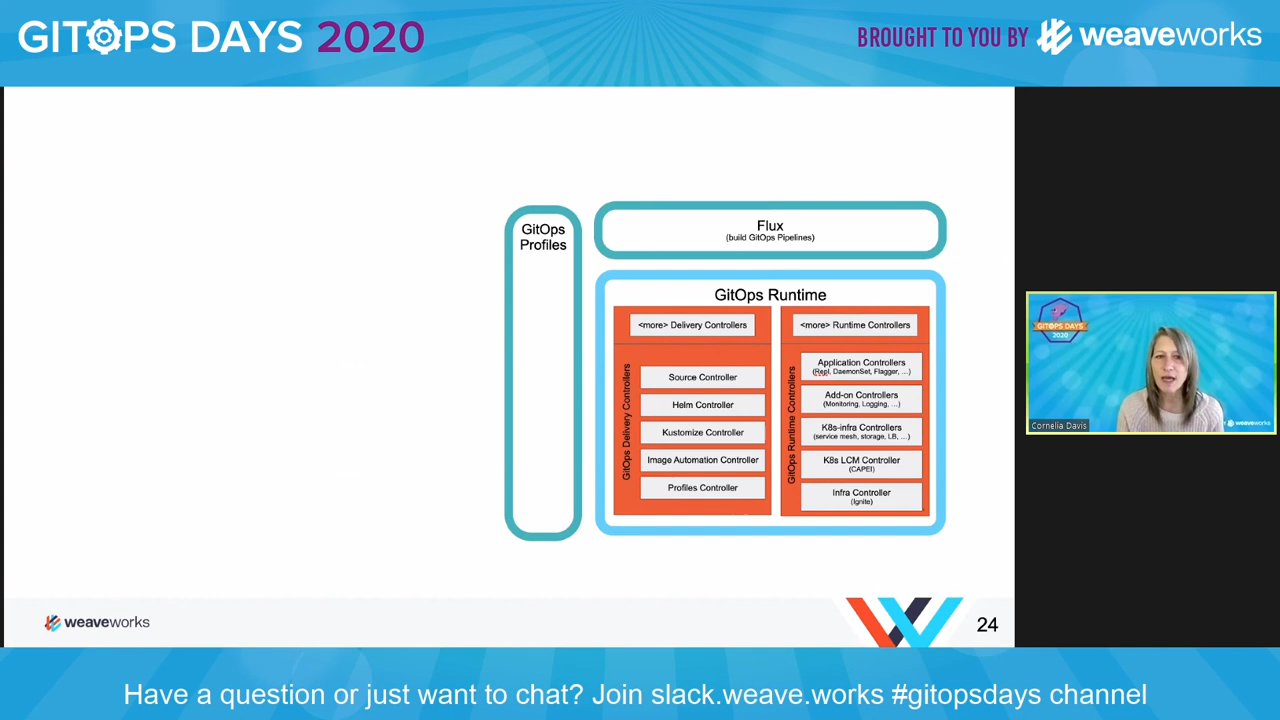 GITOPS DAYS 2020
BROUGHT TO YOU BY weaveworks
GitOps
Profiles
Flux
(build GitOps Pipelines)
GitOps Runtime
<more> Delivery Controllers
GitOps Delivery Controllers
Source Controller
Helm Controller
Kustomize Controller
Image Automation Controller
Profiles Controller
<more> Runtime Controllers
GitOps Runtime Controllers
Application Controllers
(Repl, DaemonSet, Flagger, ...)
Add-on Controllers
(Monitoring, Logging, ...)
K8s-infra Controllers
(service mesh, storage, LB, ...)
K8s LCM Controller
(CAPEI)
Infra Controller
(Ignite)
GITOPS DAYS
2020
weaveworks
Cornelia Davis
weaveworks
24
Have a question or just want to chat? Join slack.weave.works #gitopsdays channel